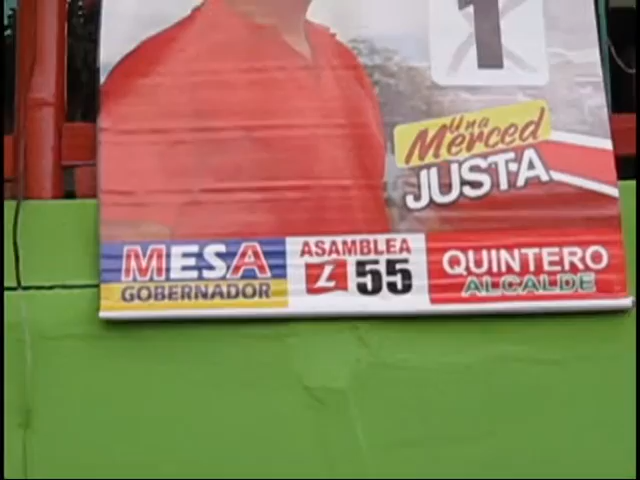 1
Una
Merced
JUSTA
MESA
GOBERNADOR
ASAMBLEA
L 55
QUINTERO
ALCALDE